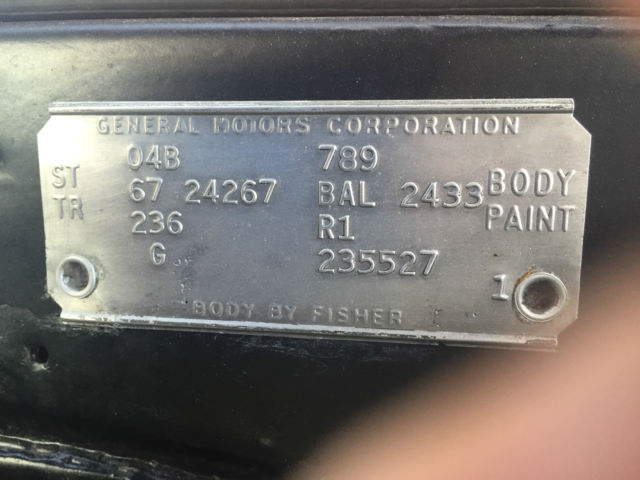 GENERAL MOTORS CORPORATION
04B 789
ST 67 24267 BAL 2433 BODY
TR 236 R1 PAINT
G 235527
1
BODY BY FISHER